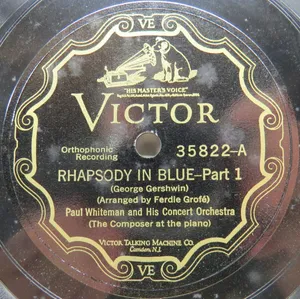 VE
"HIS MASTER'S VOICE"
VICTOR
Orthophonic
Recording
35822-A
RHAPSODY IN BLUE–Part 1
(George Gershwin)
(Arranged by Ferdie Grofé)
Paul Whiteman and His Concert Orchestra
(The Composer at the piano)
VICTOR TALKING MACHINE CO.
Camden, N.J.
VE